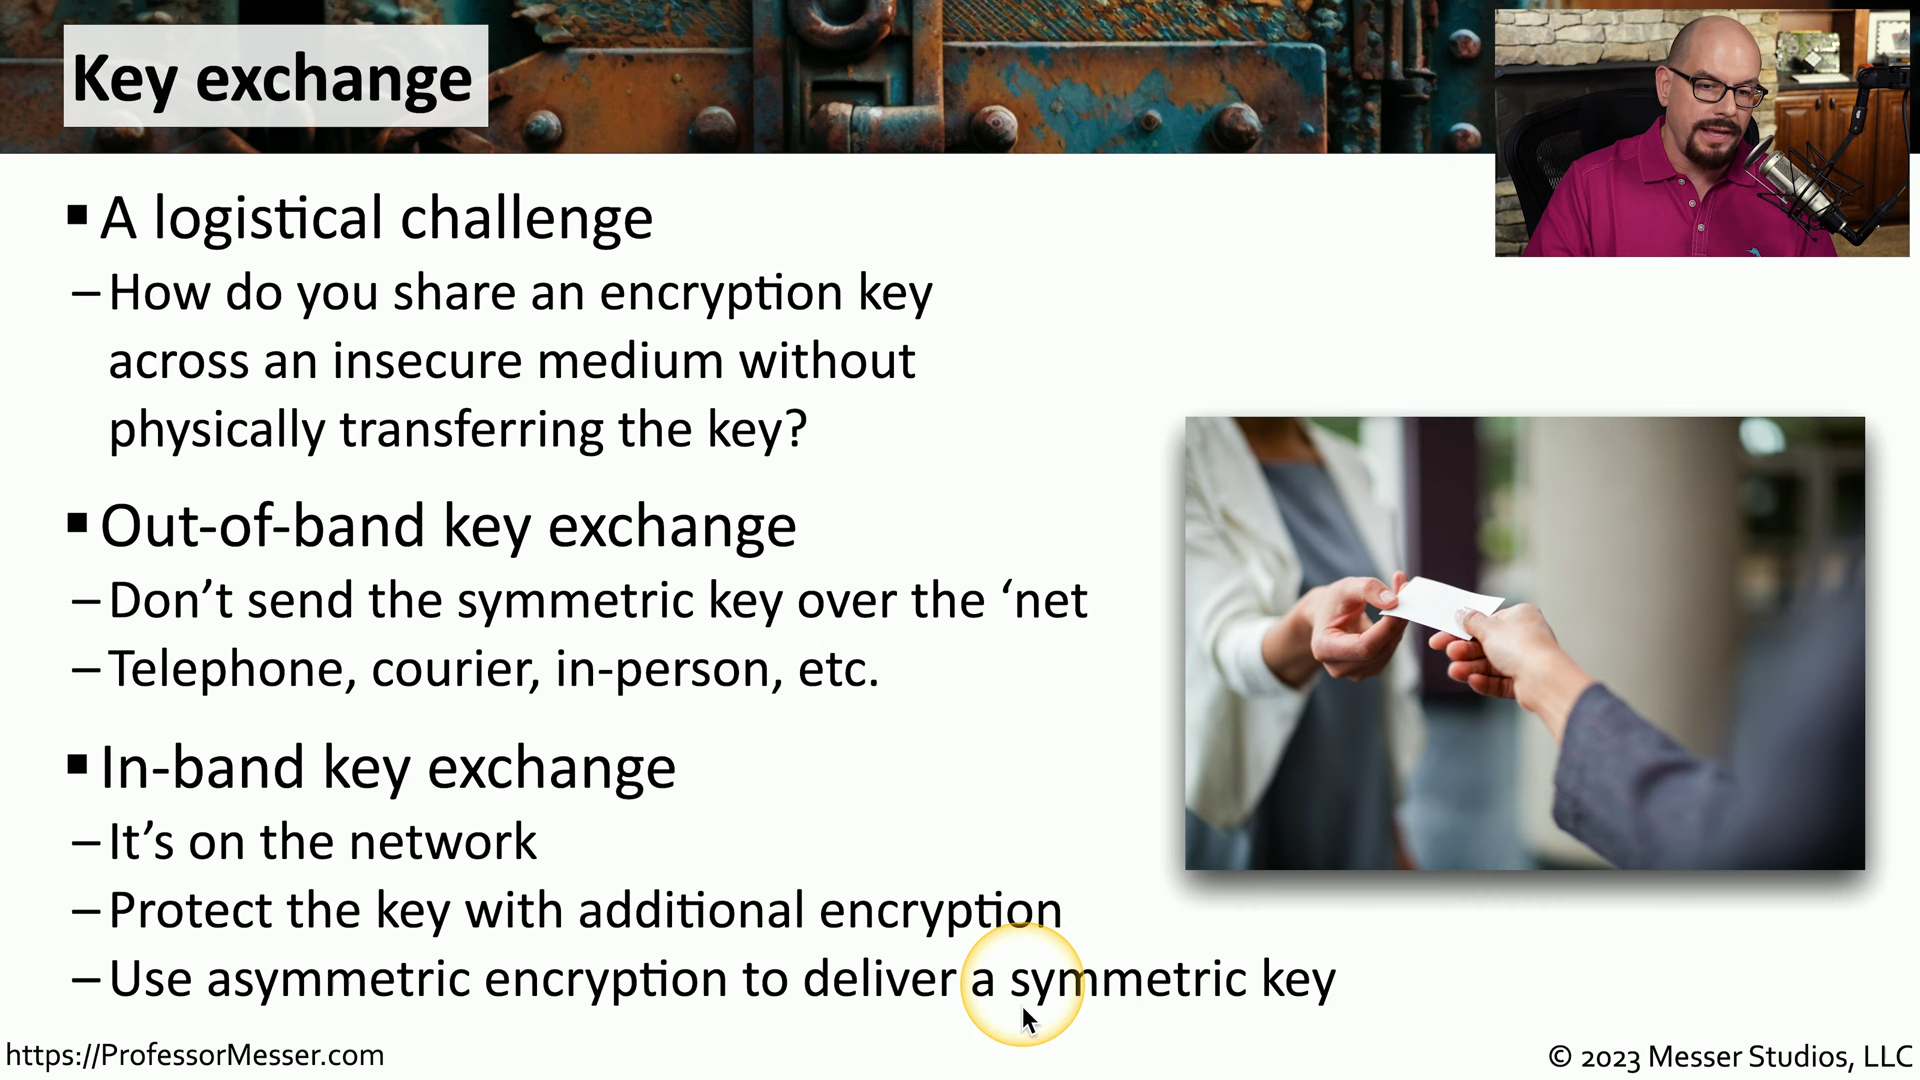 Key exchange
▪ A logistical challenge
– How do you share an encryption key
across an insecure medium without
physically transferring the key?
▪ Out-of-band key exchange
– Don’t send the symmetric key over the ‘net
– Telephone, courier, in-person, etc.
▪ In-band key exchange
– It’s on the network
– Protect the key with additional encryption
– Use asymmetric encryption to deliver a symmetric key
https://ProfessorMesser.com
© 2023 Messer Studios, LLC